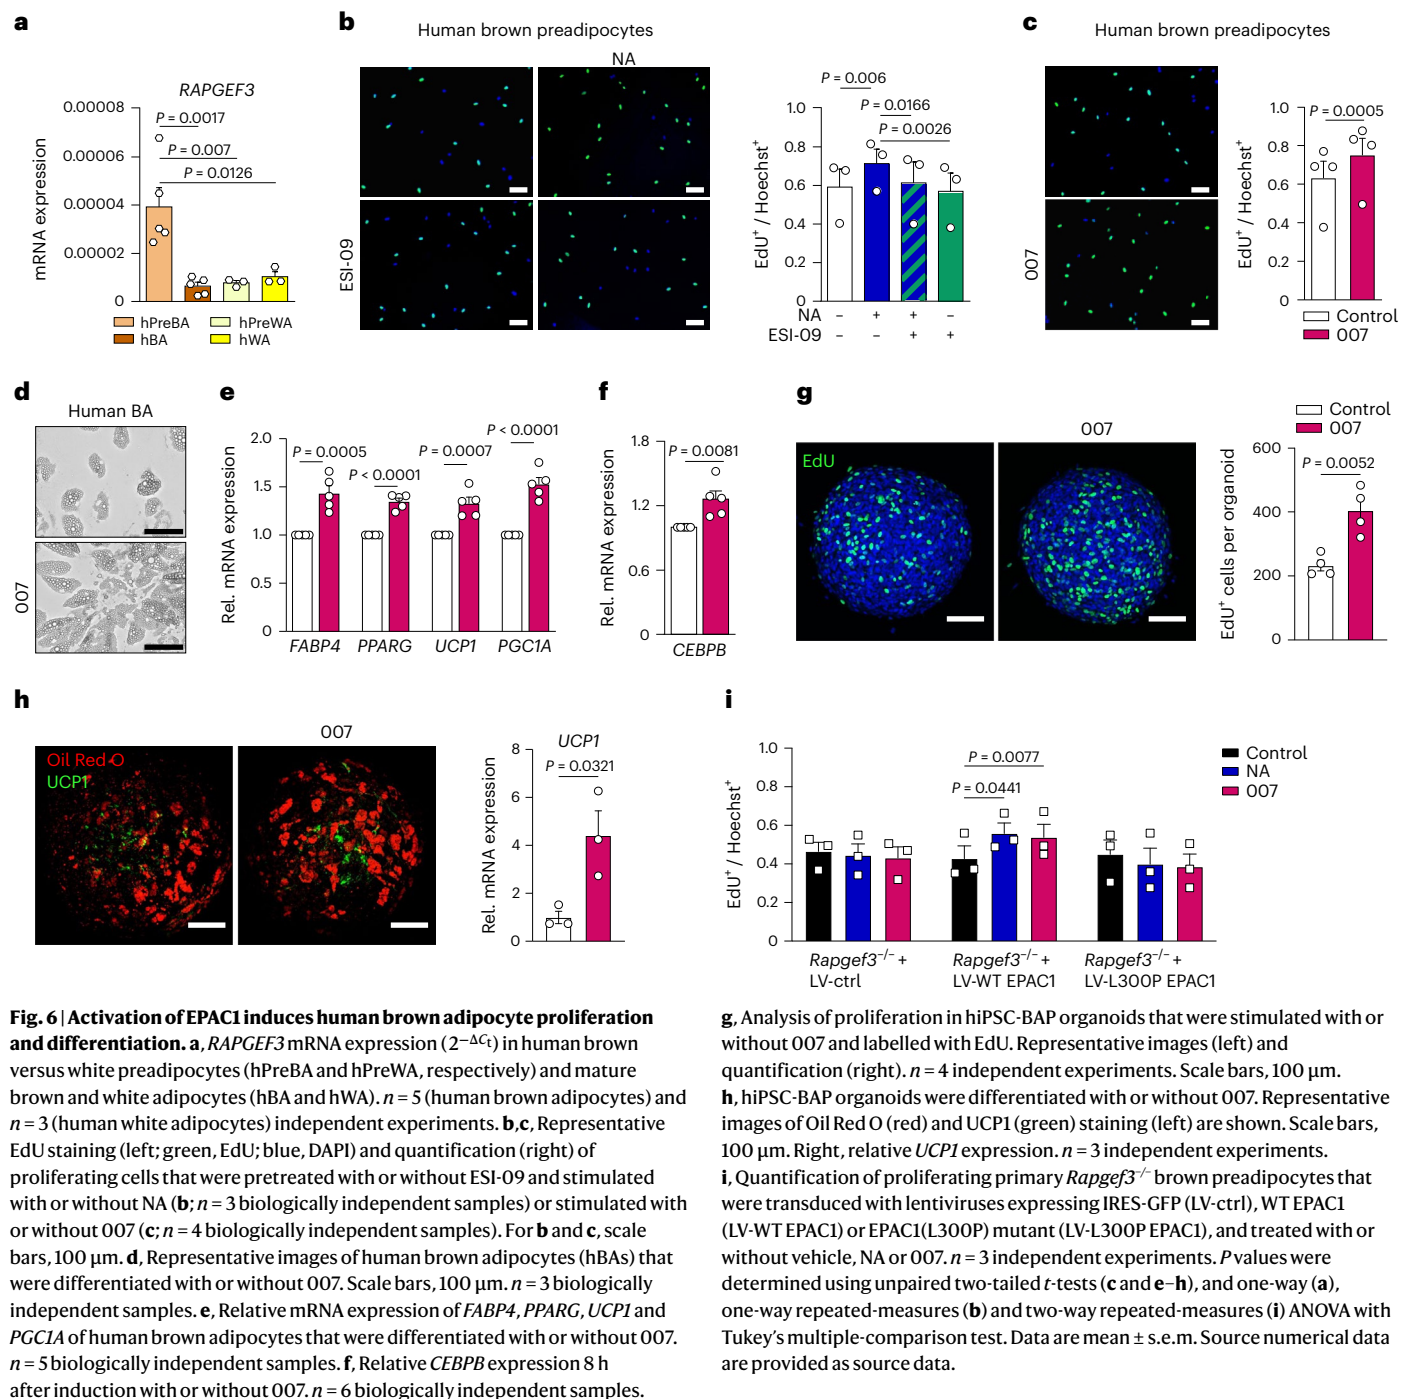 a
RAPGEF3
mRNA expression
0.00008
0.00006
0.00004
0.00002
0
P = 0.0017
P = 0.007
P = 0.0126
hPreBA
hPreWA
hBA
hWA
b
Human brown preadipocytes
NA
ESI-09
EdU⁺ / Hoechst⁺
1.0
0.8
0.6
0.4
0.2
0
P = 0.006
P = 0.0166
P = 0.0026
NA – + + –
ESI-09 – – + +
c
Human brown preadipocytes
007
EdU⁺ / Hoechst⁺
1.0
0.8
0.6
0.4
0.2
0
P = 0.0005
Control
007
d
Human BA
007
e
Rel. mRNA expression
2.0
1.5
1.0
0.5
0
P = 0.0005
P < 0.0001
P = 0.0007
P < 0.0001
FABP4 PPARG UCP1 PGC1A
f
Rel. mRNA expression
1.8
1.2
0.6
0
P = 0.0081
CEBPB
g
EdU
007
Control
007
EdU⁺ cells per organoid
600
400
200
0
P = 0.0052
h
007
Oil Red O
UCP1
UCP1
Rel. mRNA expression
8
6
4
2
0
P = 0.0321
i
EdU⁺ / Hoechst⁺
1.0
0.8
0.6
0.4
0.2
0
P = 0.0077
P = 0.0441
Control
NA
007
Rapgef3⁻/⁻ +
LV-ctrl
Rapgef3⁻/⁻ +
LV-WT EPAC1
Rapgef3⁻/⁻ +
LV-L300P EPAC1
Fig. 6 | Activation of EPAC1 induces human brown adipocyte proliferation
and differentiation. a, RAPGEF3 mRNA expression (2^−ΔCt) in human brown
versus white preadipocytes (hPreBA and hPreWA, respectively) and mature
brown and white adipocytes (hBA and hWA). n = 5 (human brown adipocytes) and
n = 3 (human white adipocytes) independent experiments. b,c, Representative
EdU staining (left; green, EdU; blue, DAPI) and quantification (right) of
proliferating cells that were pretreated with or without ESI-09 and stimulated
with or without NA (b; n = 3 biologically independent samples) or stimulated with
or without 007 (c; n = 4 biologically independent samples). For b and c, scale
bars, 100 μm. d, Representative images of human brown adipocytes (hBAs) that
were differentiated with or without 007. Scale bars, 100 μm. n = 3 biologically
independent samples. e, Relative mRNA expression of FABP4, PPARG, UCP1 and
PGC1A of human brown adipocytes that were differentiated with or without 007.
n = 5 biologically independent samples. f, Relative CEBPB expression 8 h
after induction with or without 007. n = 6 biologically independent samples.
g, Analysis of proliferation in hiPSC-BAP organoids that were stimulated with or
without 007 and labelled with EdU. Representative images (left) and
quantification (right). n = 4 independent experiments. Scale bars, 100 μm.
h, hiPSC-BAP organoids were differentiated with or without 007. Representative
images of Oil Red O (red) and UCP1 (green) staining (left) are shown. Scale bars,
100 μm. Right, relative UCP1 expression. n = 3 independent experiments.
i, Quantification of proliferating primary Rapgef3⁻/⁻ brown preadipocytes that
were transduced with lentiviruses expressing IRES-GFP (LV-ctrl), WT EPAC1
(LV-WT EPAC1) or EPAC1(L300P) mutant (LV-L300P EPAC1), and treated with or
without vehicle, NA or 007. n = 3 independent experiments. P values were
determined using unpaired two-tailed t-tests (c and e–h), and one-way (a),
one-way repeated-measures (b) and two-way repeated-measures (i) ANOVA with
Tukey's multiple-comparison test. Data are mean ± s.e.m. Source numerical data
are provided as source data.